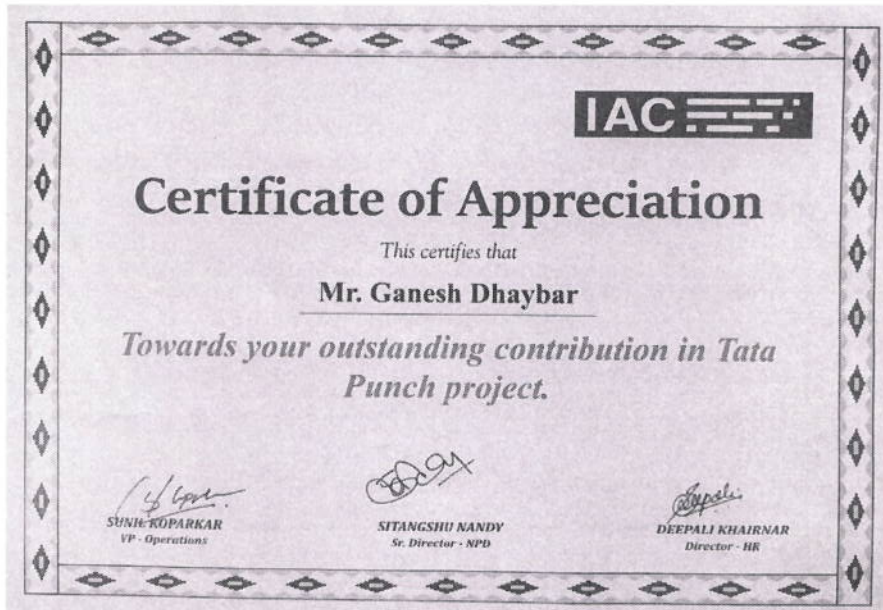 IAC
Certificate of Appreciation
This certifies that
Mr. Ganesh Dhaybar
Towards your outstanding contribution in Tata
Punch project.
SUNIL KOPARKAR
VP - Operations
SITANGSHU NANDY
Sr. Director - NPD
DEEPALI KHAIRNAR
Director - HR